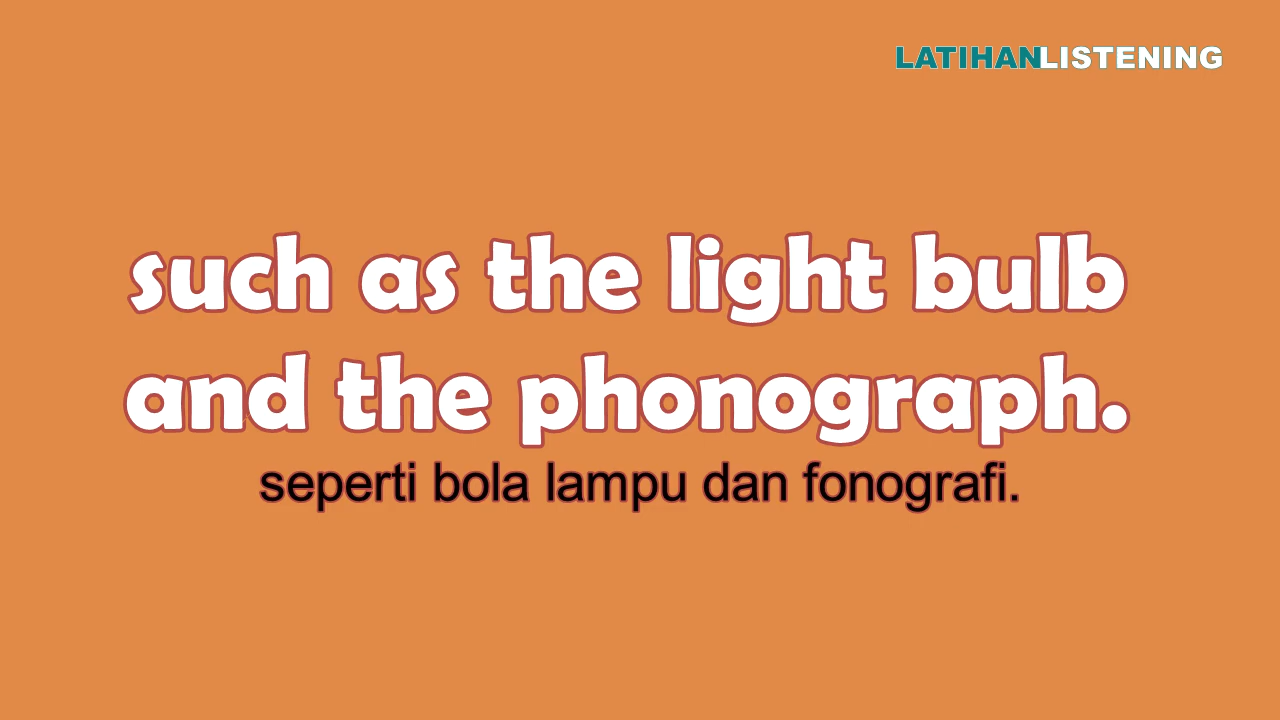 LATIHANLISTENING
such as the light bulb
and the phonograph.
seperti bola lampu dan fonografi.